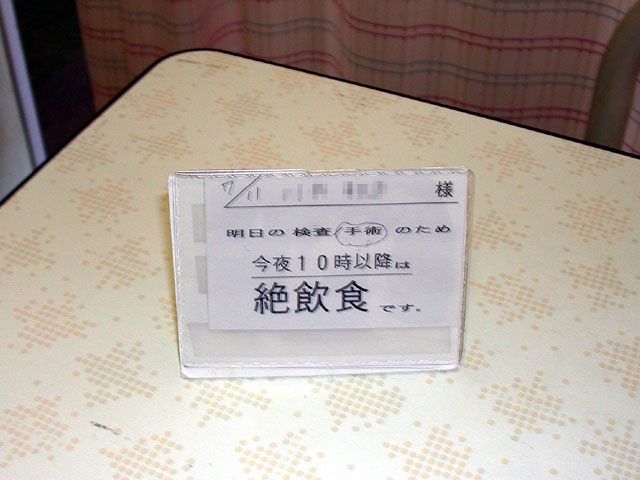 7/11 様
明日の 検査/手術 のため
今夜10時以降は
絶飲食です。